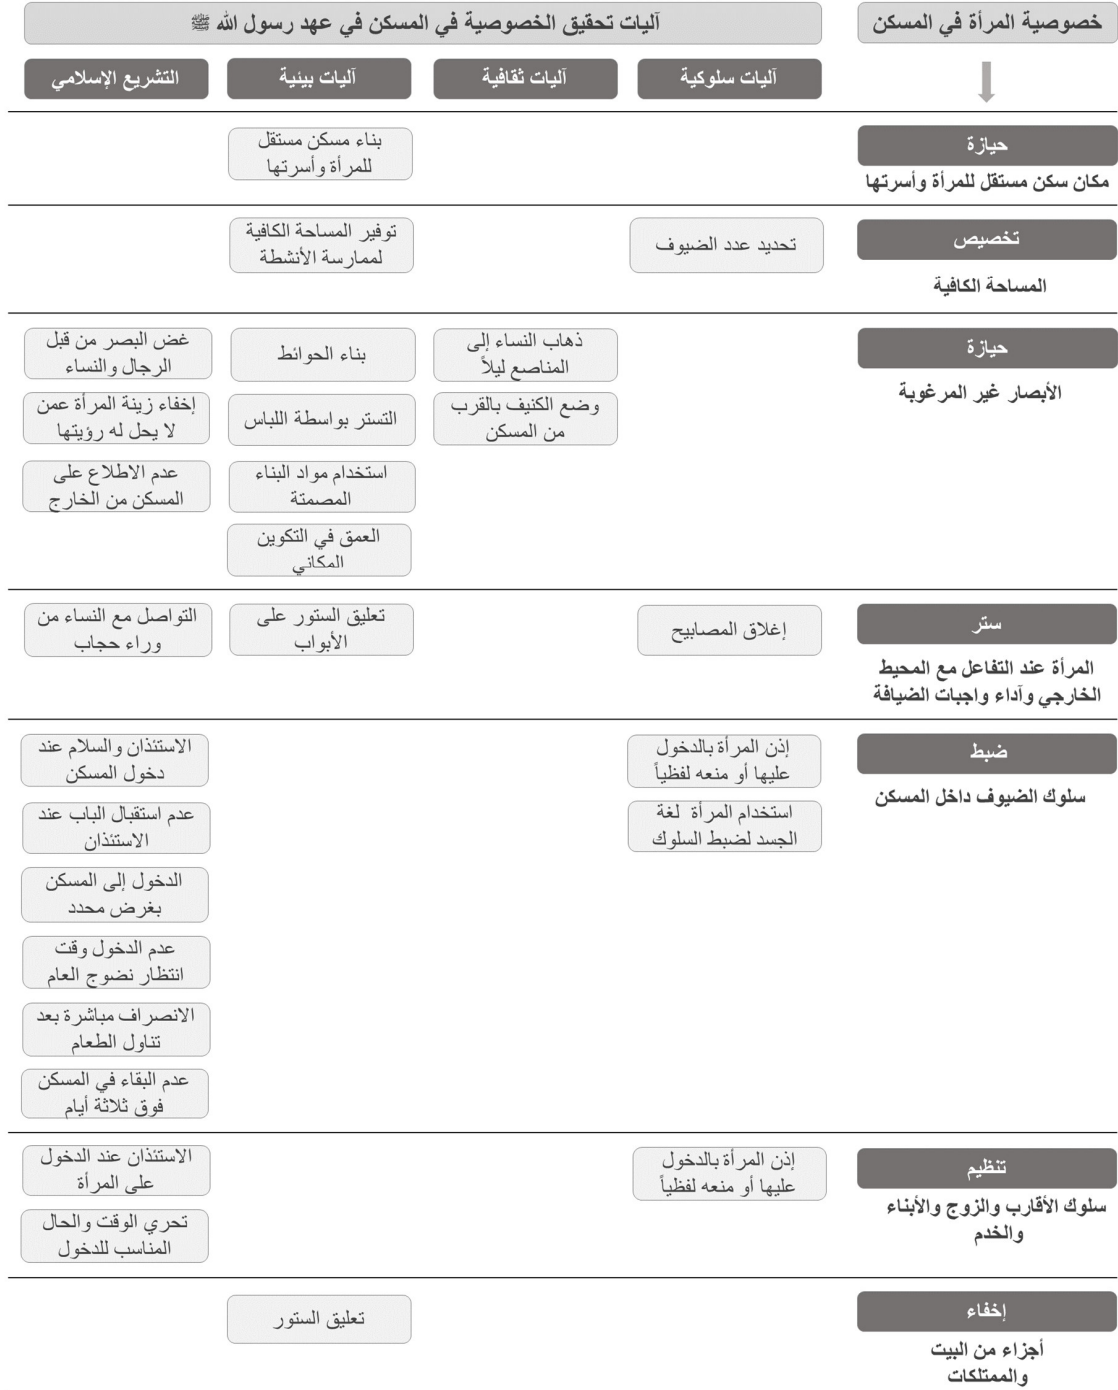 خصوصية المرأة في المسكن
آليات تحقيق الخصوصية في المسكن في عهد رسول الله ﷺ
آليات سلوكية
آليات ثقافية
آليات بيئية
التشريع الإسلامي
حيازة
مكان سكن مستقل للمرأة وأسرتها
بناء مسكن مستقل
للمرأة وأسرتها
تخصيص
المساحة الكافية
تحديد عدد الضيوف
توفير المساحة الكافية
لممارسة الأنشطة
حيازة
الأبصار غير المرغوبة
ذهاب النساء إلى
المناصع ليلاً
وضع الكنيف بالقرب
من المسكن
بناء الحوائط
التستر بواسطة اللباس
استخدام مواد البناء
المصمتة
العمق في التكوين
المكاني
غض البصر من قبل
الرجال والنساء
إخفاء زينة المرأة عمن
لا يحل له رؤيتها
عدم الاطلاع على
المسكن من الخارج
ستر
المرأة عند التفاعل مع المحيط
الخارجي وآداء واجبات الضيافة
إغلاق المصابيح
تعليق الستور على
الأبواب
التواصل مع النساء من
وراء حجاب
ضبط
سلوك الضيوف داخل المسكن
إذن المرأة بالدخول
عليها أو منعه لفظياً
استخدام المرأة لغة
الجسد لضبط السلوك
الاستئذان والسلام عند
دخول المسكن
عدم استقبال الباب عند
الاستئذان
الدخول إلى المسكن
بغرض محدد
عدم الدخول وقت
انتظار نضوج العام
الانصراف مباشرة بعد
تناول الطعام
عدم البقاء في المسكن
فوق ثلاثة أيام
تنظيم
سلوك الأقارب والزوج والأبناء
والخدم
إذن المرأة بالدخول
عليها أو منعه لفظياً
الاستئذان عند الدخول
على المرأة
تحري الوقت والحال
المناسب للدخول
إخفاء
أجزاء من البيت
والممتلكات
تعليق الستور